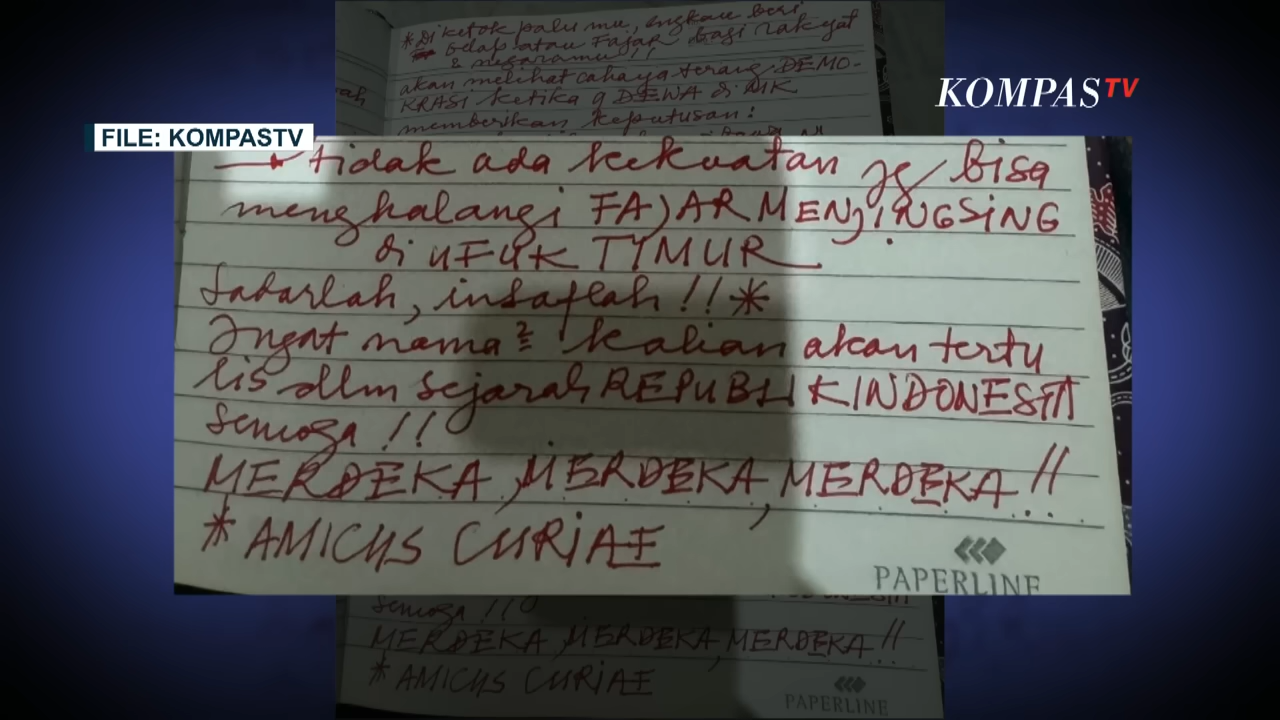 * Di ketok palu mu, engkau beri
gelap atau Fajar bagi rakyat
& negaramu !!
akan melihat cahaya terang DEMO-
KRASI ketika 9 DEWA di MK
memberikan keputusan:
KOMPASTV
FILE: KOMPASTV
→ tidak ada kekuatan yg bisa
menghalangi FAJAR MENYINGSING
di UFUK TIMUR
Sadarlah, insaflah !! *
Ingat nama² kalian akan tertu
lis dlm sejarah REPUBLIK INDONESIA
Semoga !!
MERDEKA, MERDEKA, MERDEKA !!
* AMICUS CURIAE
PAPERLINE
Semoga !!
MERDEKA, MERDEKA, MERDEKA !!
* AMICUS CURIAE
PAPERLINE